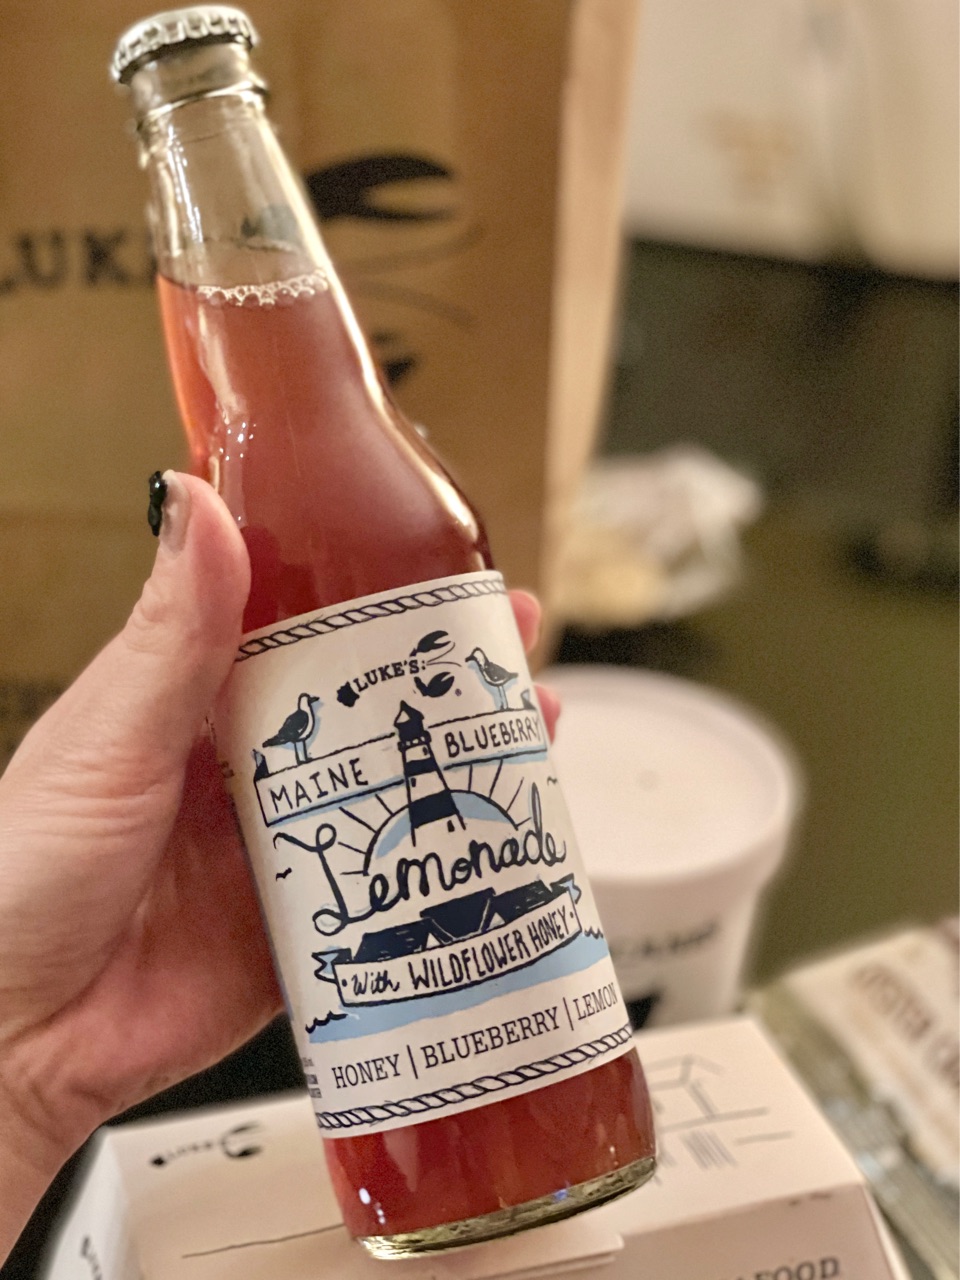 LUKE'S
MAINE BLUEBERRY
Lemonade
With WILDFLOWER HONEY
HONEY | BLUEBERRY | LEMON
LUKE'S